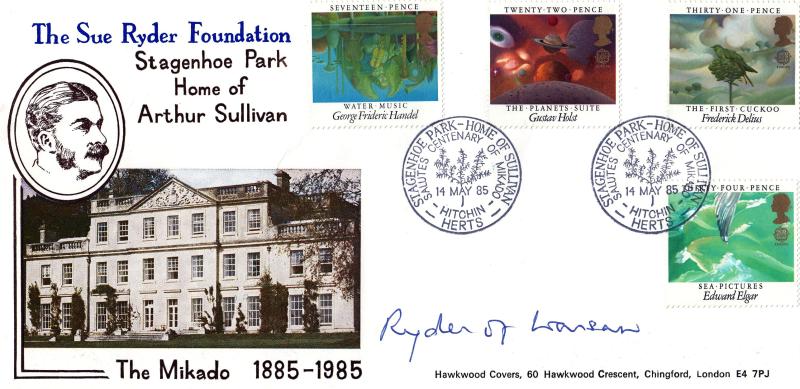 The Sue Ryder Foundation
Stagenhoe Park
Home of
Arthur Sullivan
SEVENTEEN·PENCE
WATER·MUSIC
George Frideric Handel
TWENTY·TWO·PENCE
EUROPA
THE·PLANETS·SUITE
Gustav Holst
THIRTY·ONE·PENCE
EUROPA
THE·FIRST·CUCKOO
Frederick Delius
STAGENHOE PARK–HOME OF SULLIVAN
SALUTES CENTENARY OF MIKADO
14 MAY 85
HITCHIN
HERTS
STAGENHOE PARK–HOME OF SULLIVAN
SALUTES CENTENARY OF MIKADO
14 MAY 85
HITCHIN
HERTS
FOUR·PENCE
SEA·PICTURES
Edward Elgar
Ryder of Warsaw
The Mikado 1885-1985
Hawkwood Covers, 60 Hawkwood Crescent, Chingford, London E4 7PJ